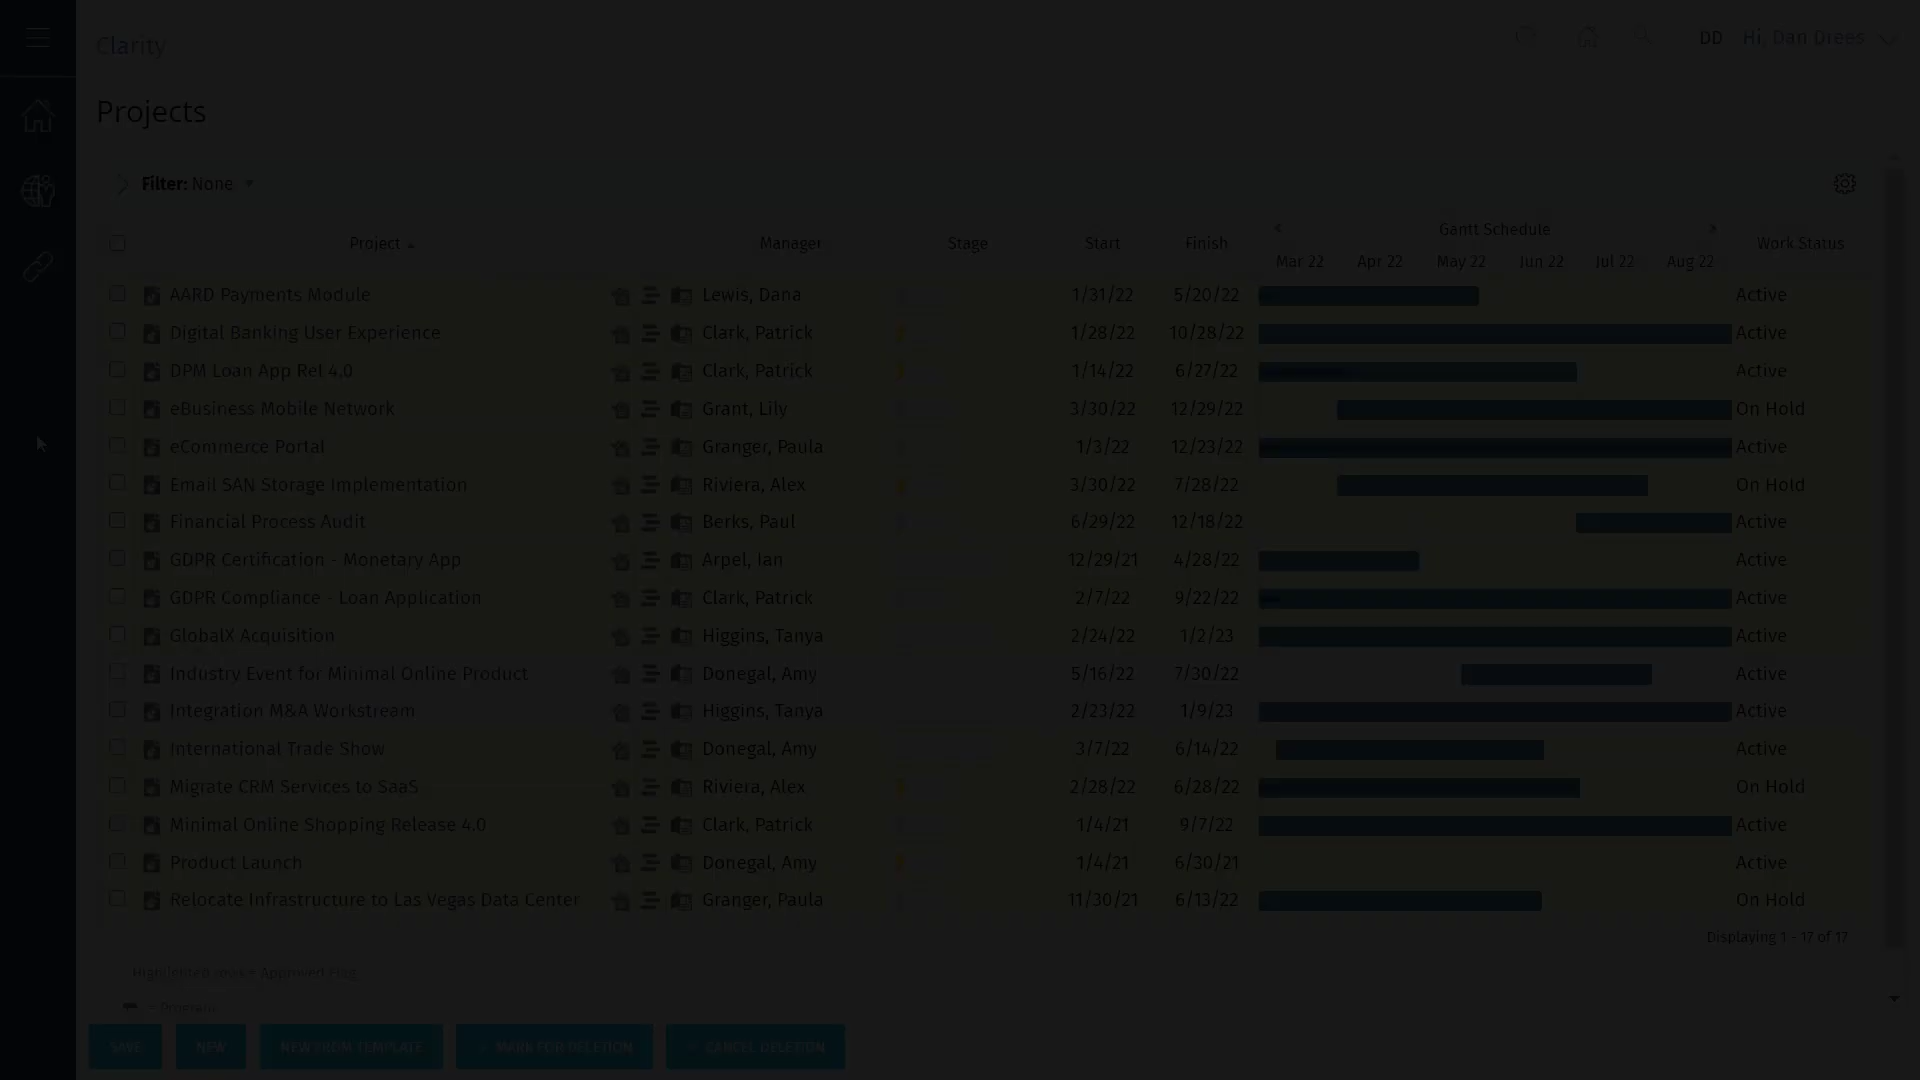 Clarity
DD Hi, Dan Drees
Projects
Filter: None
Project Manager Stage Start Finish Gantt Schedule Work Status
Mar 22 Apr 22 May 22 Jun 22 Jul 22 Aug 22
AARD Payments Module Lewis, Dana 1/31/22 5/20/22 Active
Digital Banking User Experience Clark, Patrick 1/28/22 10/28/22 Active
DPM Loan App Rel 4.0 Clark, Patrick 1/14/22 6/27/22 Active
eBusiness Mobile Network Grant, Lily 3/30/22 12/29/22 On Hold
eCommerce Portal Granger, Paula 1/3/22 12/23/22 Active
Email SAN Storage Implementation Riviera, Alex 3/30/22 7/28/22 On Hold
Financial Process Audit Berks, Paul 6/29/22 12/18/22 Active
GDPR Certification - Monetary App Arpel, Ian 12/29/21 4/28/22 Active
GDPR Compliance - Loan Application Clark, Patrick 2/7/22 9/22/22 Active
GlobalX Acquisition Higgins, Tanya 2/24/22 1/2/23 Active
Industry Event for Minimal Online Product Donegal, Amy 5/16/22 7/30/22 Active
Integration M&A Workstream Higgins, Tanya 2/23/22 1/9/23 Active
International Trade Show Donegal, Amy 3/7/22 6/14/22 Active
Migrate CRM Services to SaaS Riviera, Alex 2/28/22 6/28/22 On Hold
Minimal Online Shopping Release 4.0 Clark, Patrick 1/4/21 9/7/22 Active
Product Launch Donegal, Amy 1/4/21 6/30/21 Active
Relocate Infrastructure to Las Vegas Data Center Granger, Paula 11/30/21 6/13/22 On Hold
Displaying 1 - 17 of 17
Highlighted rows = Approved Flag
= Program
SAVE NEW NEW FROM TEMPLATE MARK FOR DELETION CANCEL DELETION